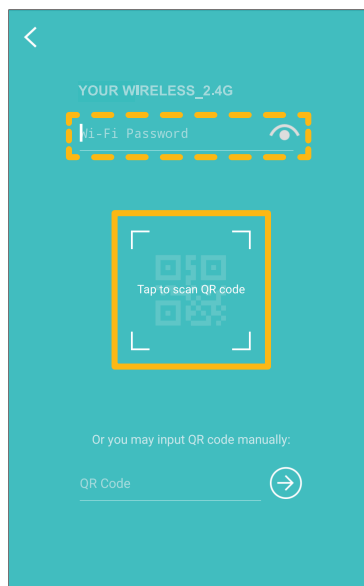 YOUR WIRELESS_2.4G
Wi-Fi Password
Tap to scan QR code
Or you may input QR code manually:
QR Code